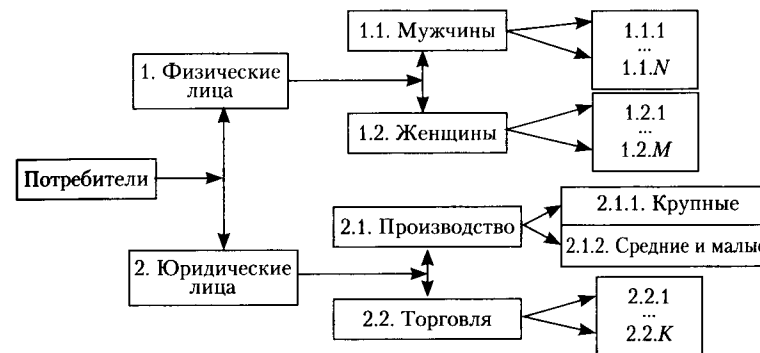 Потребители
1. Физические
лица
1.1. Мужчины
1.1.1
...
1.1.N
1.2. Женщины
1.2.1
...
1.2.M
2. Юридические
лица
2.1. Производство
2.1.1. Крупные
2.1.2. Средние и малые
2.2. Торговля
2.2.1
...
2.2.K